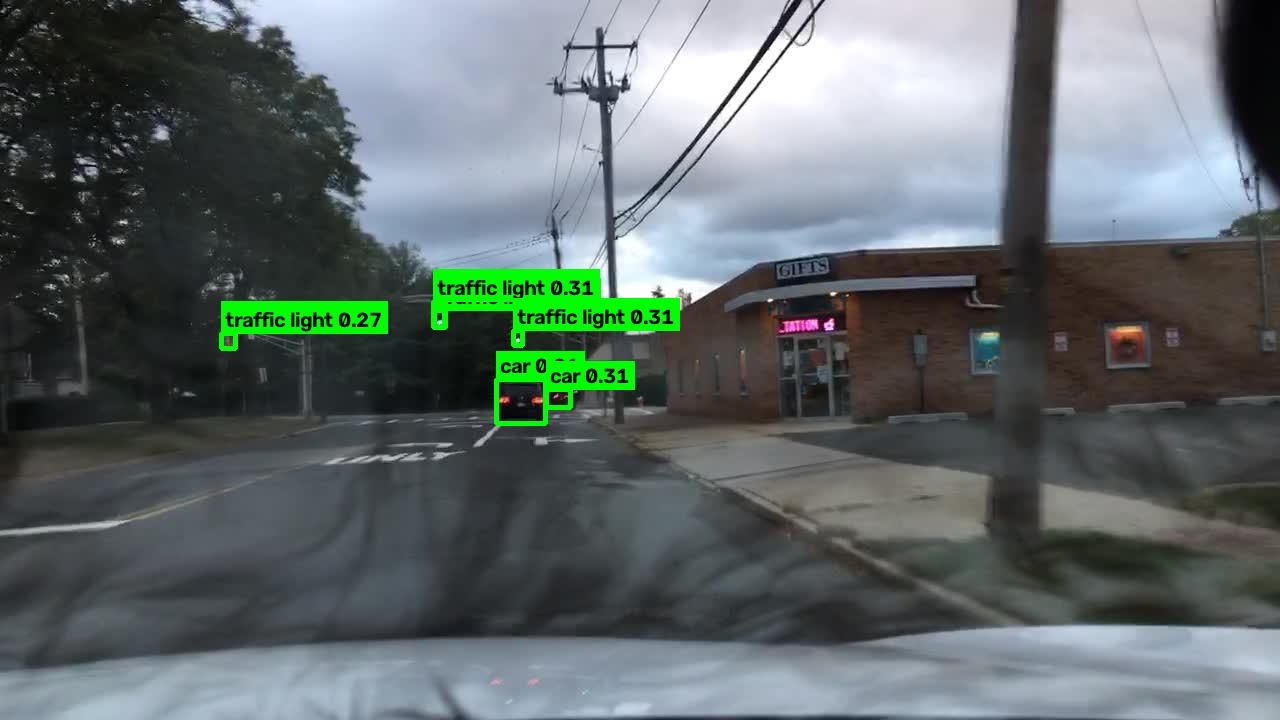 GIFTS
traffic light 0.31
traffic light 0.31
traffic light 0.27
TATION
car 0.31
ONLY